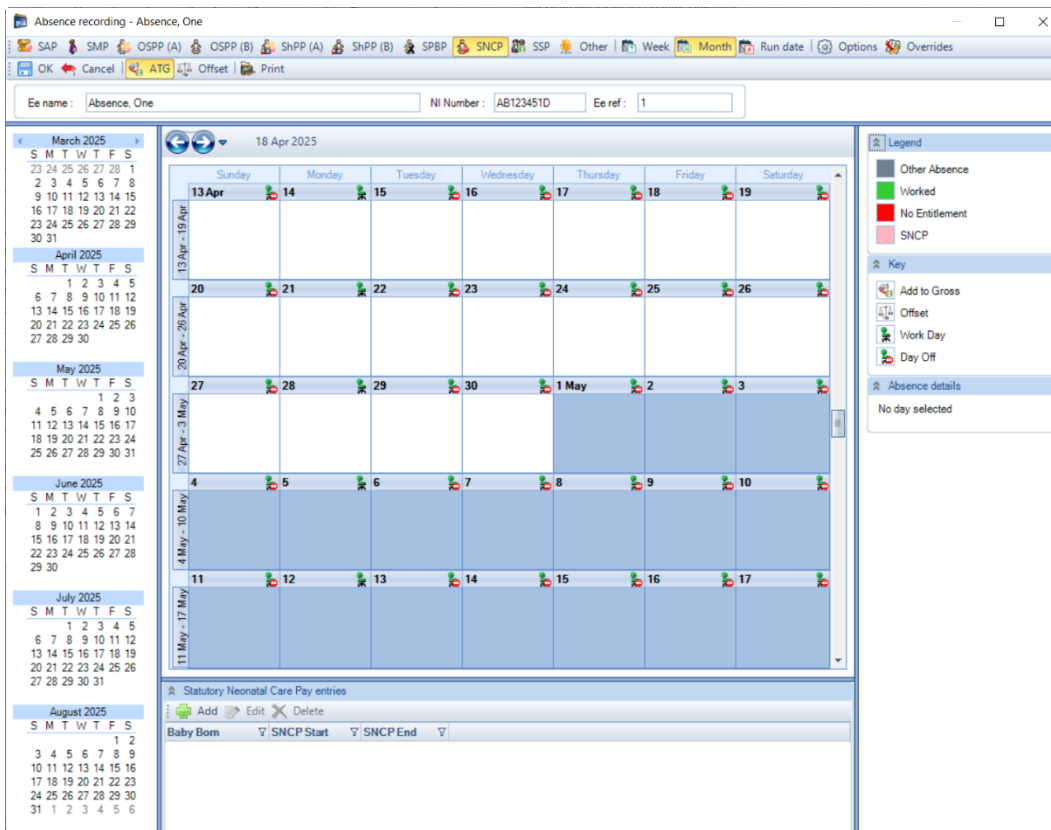 Absence recording - Absence, One
SAP SMP OSPP (A) OSPP (B) ShPP (A) ShPP (B) SPBP SNCP SSP Other Week Month Run date Options Overrides
OK Cancel ATG Offset Print
Ee name : Absence, One NI Number : AB123451D Ee ref : 1
March 2025
S M T W T F S
23 24 25 26 27 28 1
2 3 4 5 6 7 8
9 10 11 12 13 14 15
16 17 18 19 20 21 22
23 24 25 26 27 28 29
30 31
April 2025
S M T W T F S
1 2 3 4 5
6 7 8 9 10 11 12
13 14 15 16 17 18 19
20 21 22 23 24 25 26
27 28 29 30
May 2025
S M T W T F S
1 2 3
4 5 6 7 8 9 10
11 12 13 14 15 16 17
18 19 20 21 22 23 24
25 26 27 28 29 30 31
June 2025
S M T W T F S
1 2 3 4 5 6 7
8 9 10 11 12 13 14
15 16 17 18 19 20 21
22 23 24 25 26 27 28
29 30
July 2025
S M T W T F S
1 2 3 4 5
6 7 8 9 10 11 12
13 14 15 16 17 18 19
20 21 22 23 24 25 26
27 28 29 30 31
August 2025
S M T W T F S
1 2
3 4 5 6 7 8 9
10 11 12 13 14 15 16
17 18 19 20 21 22 23
24 25 26 27 28 29 30
31 1 2 3 4 5 6
18 Apr 2025
Sunday Monday Tuesday Wednesday Thursday Friday Saturday
13 Apr 14 15 16 17 18 19
13 Apr - 19 Apr
20 21 22 23 24 25 26
20 Apr - 26 Apr
27 28 29 30 1 May 2 3
27 Apr - 3 May
4 5 6 7 8 9 10
4 May - 10 May
11 12 13 14 15 16 17
11 May - 17 May
Statutory Neonatal Care Pay entries
Add Edit Delete
Baby Born SNCP Start SNCP End
Legend
Other Absence
Worked
No Entitlement
SNCP
Key
Add to Gross
Offset
Work Day
Day Off
Absence details
No day selected